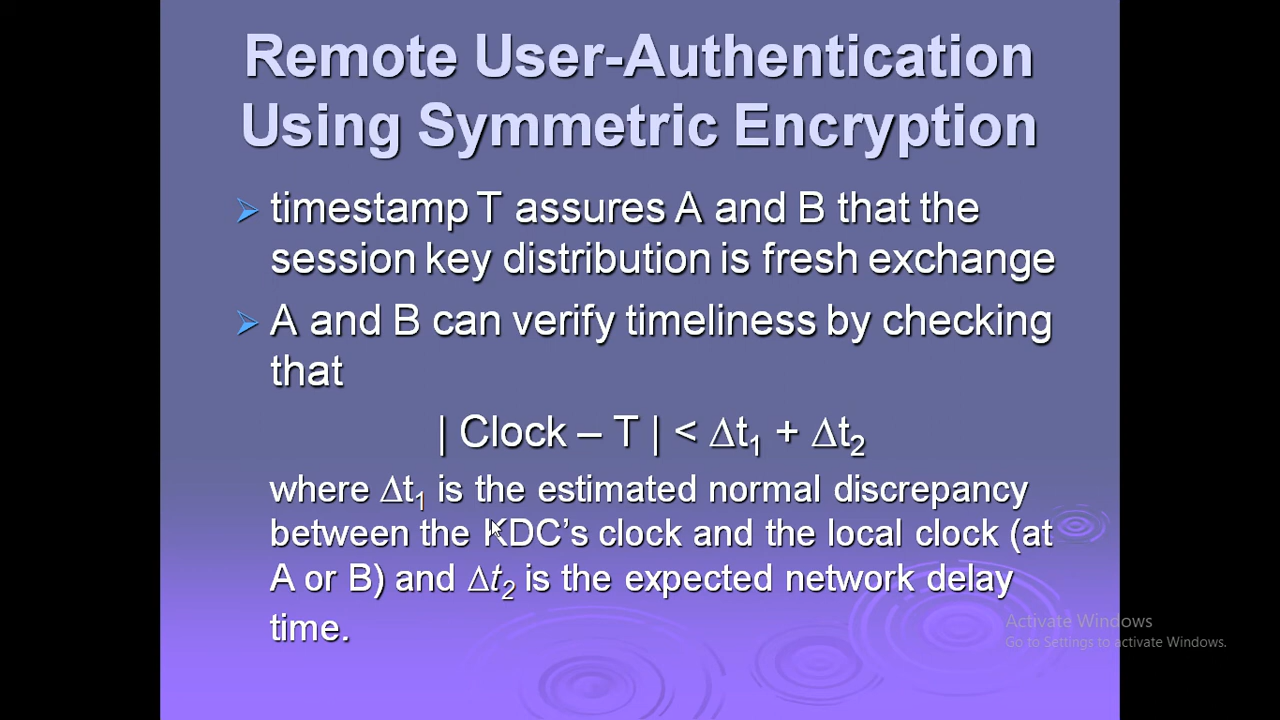 Remote User-Authentication
Using Symmetric Encryption
timestamp T assures A and B that the
session key distribution is fresh exchange
A and B can verify timeliness by checking
that
| Clock – T | < Δt₁ + Δt₂
where Δt₁ is the estimated normal discrepancy
between the KDC’s clock and the local clock (at
A or B) and Δt₂ is the expected network delay
time.
Activate Windows
Go to Settings to activate Windows.